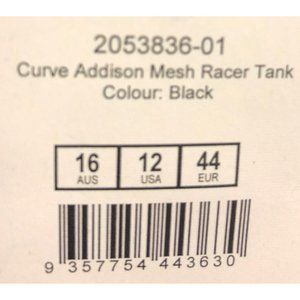 2053836-01
Curve Addison Mesh Racer Tank
Colour: Black
16 12 44
AUS USA EUR
9 357754 443630